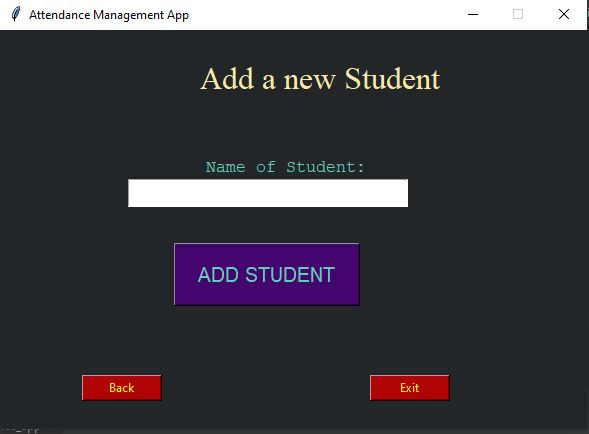 Attendance Management App
Add a new Student
Name of Student:
ADD STUDENT
Back
Exit